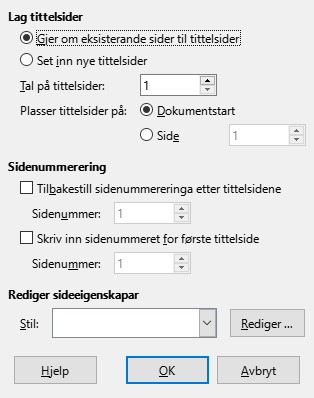 Lag tittelsider
Gjer om eksisterande sider til tittelsider
Set inn nye tittelsider
Tal på tittelsider: 1
Plasser tittelsider på: Dokumentstart
Side 1
Sidenummerering
Tilbakestill sidenummereringa etter tittelsidene
Sidenummer: 1
Skriv inn sidenummeret for første tittelside
Sidenummer: 1
Rediger sideeigenskapar
Stil: Rediger ...
Hjelp OK Avbryt